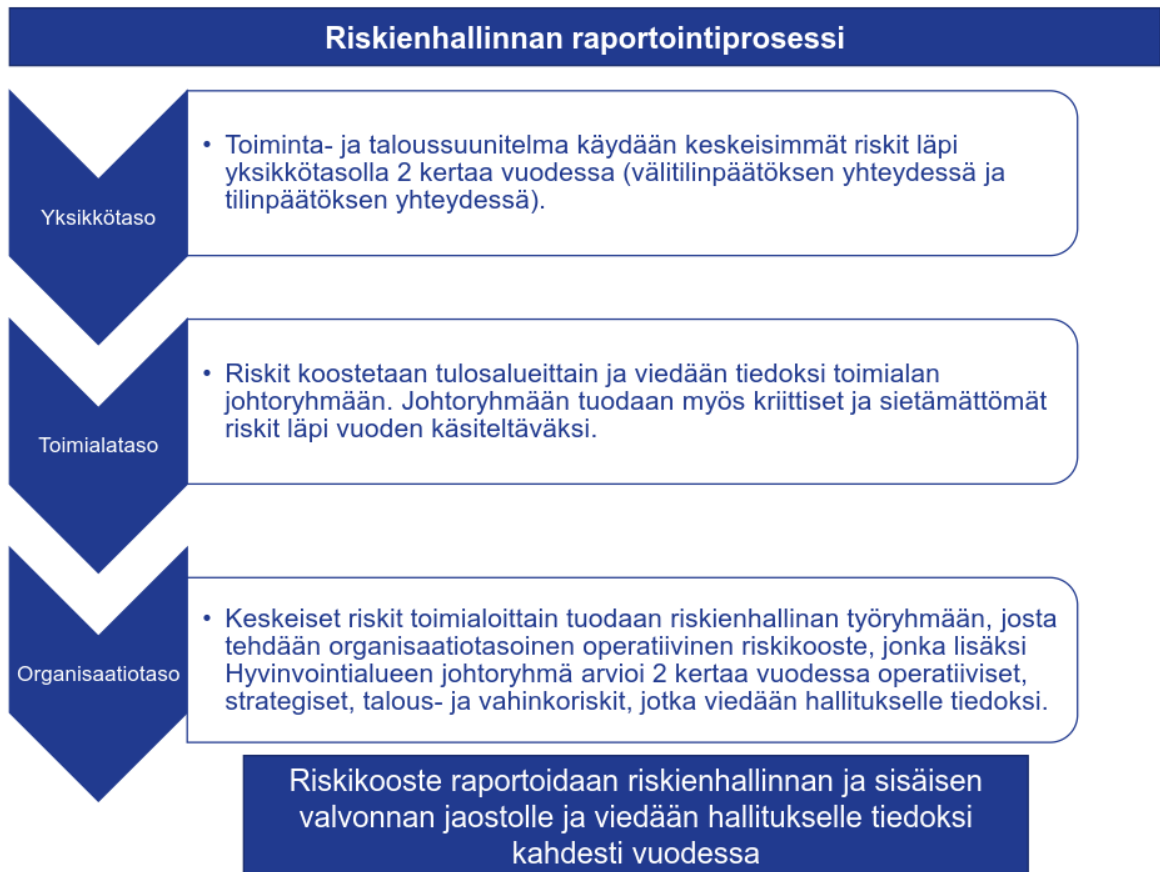 Riskienhallinnan raportointiprosessi
Yksikkötaso
• Toiminta- ja taloussuunitelma käydään keskeisimmät riskit läpi
yksikkötasolla 2 kertaa vuodessa (välitilinpäätöksen yhteydessä ja
tilinpäätöksen yhteydessä).
Toimialataso
• Riskit koostetaan tulosalueittain ja viedään tiedoksi toimialan
johtoryhmään. Johtoryhmään tuodaan myös kriittiset ja sietämättömät
riskit läpi vuoden käsiteltäväksi.
Organisaatiotaso
• Keskeiset riskit toimialoittain tuodaan riskienhallinan työryhmään, josta
tehdään organisaatiotasoinen operatiivinen riskikooste, jonka lisäksi
Hyvinvointialueen johtoryhmä arvioi 2 kertaa vuodessa operatiiviset,
strategiset, talous- ja vahinkoriskit, jotka viedään hallitukselle tiedoksi.
Riskikooste raportoidaan riskienhallinnan ja sisäisen
valvonnan jaostolle ja viedään hallitukselle tiedoksi
kahdesti vuodessa